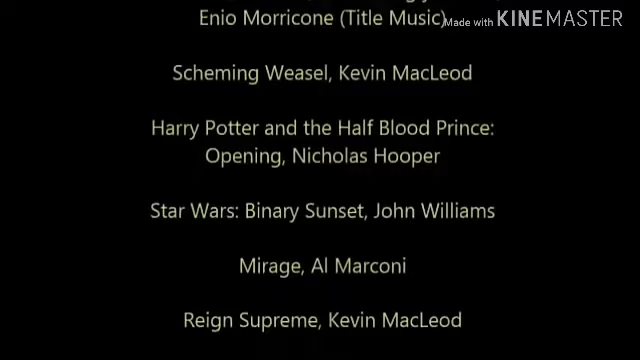 Enio Morricone (Title Music)
Made with KINEMASTER
Scheming Weasel, Kevin MacLeod
Harry Potter and the Half Blood Prince:
Opening, Nicholas Hooper
Star Wars: Binary Sunset, John Williams
Mirage, Al Marconi
Reign Supreme, Kevin MacLeod